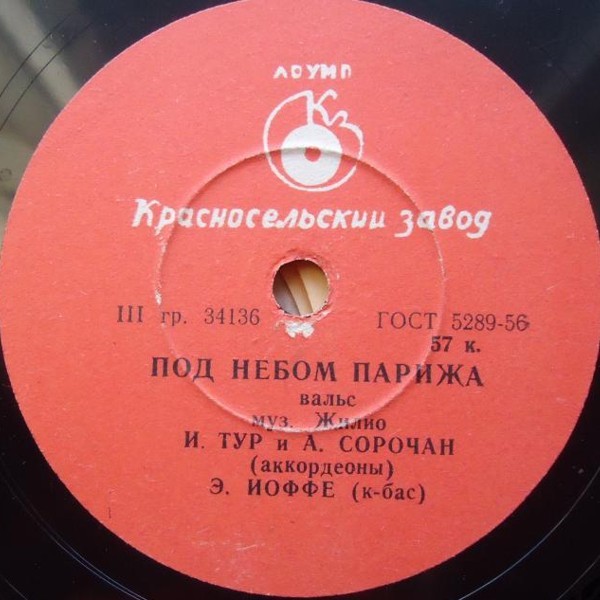 ЛОУМП
КЗ
Красносельский завод
III гр. 34136 ГОСТ 5289-56
57 к.
ПОД НЕБОМ ПАРИЖА
вальс
муз. Жилио
И. ТУР и А. СОРОЧАН
(аккордеоны)
Э. ИОФФЕ (к-бас)